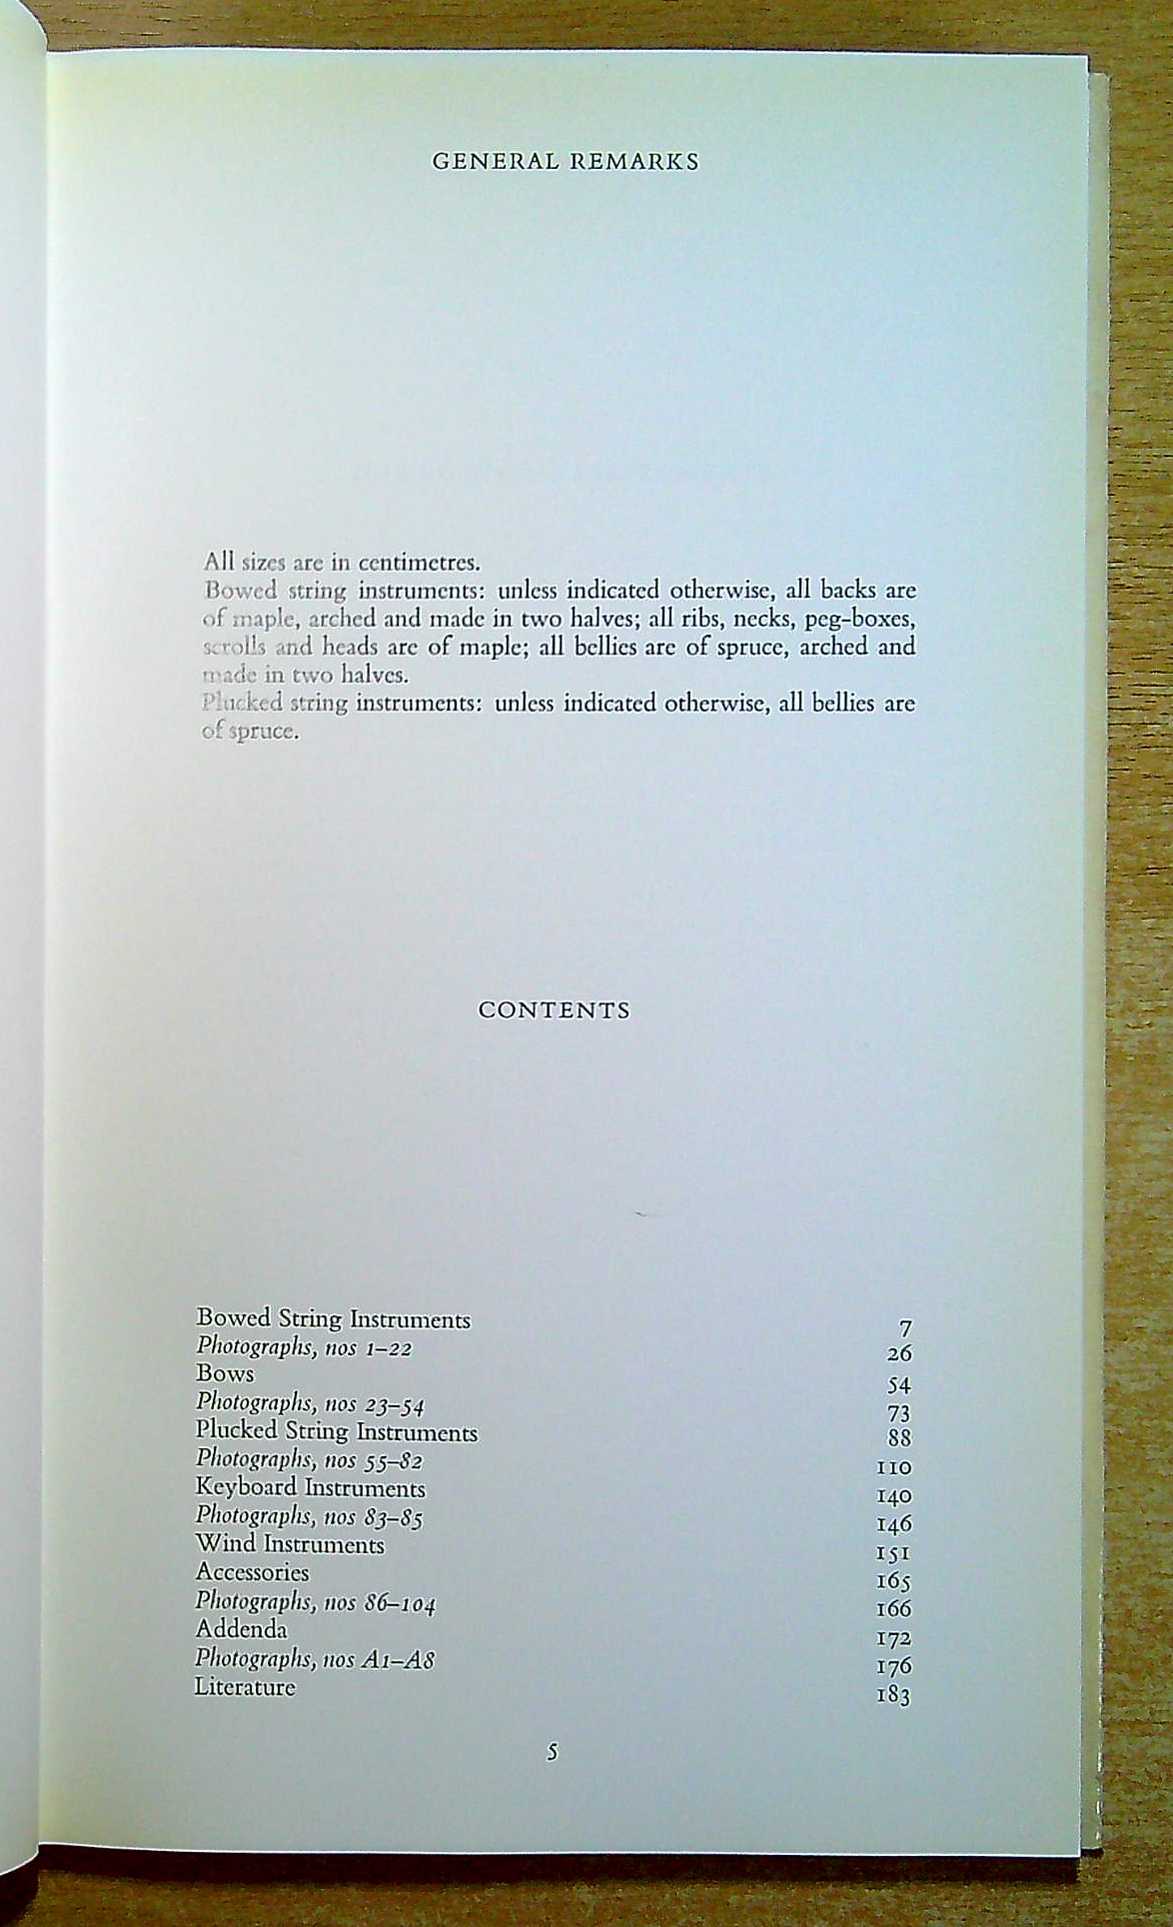 GENERAL REMARKS
All sizes are in centimetres.
Bowed string instruments: unless indicated otherwise, all backs are
of maple, arched and made in two halves; all ribs, necks, peg-boxes,
scrolls and heads are of maple; all bellies are of spruce, arched and
made in two halves.
Plucked string instruments: unless indicated otherwise, all bellies are
of spruce.
CONTENTS
Bowed String Instruments 7
Photographs, nos 1–22 26
Bows 54
Photographs, nos 23–54 73
Plucked String Instruments 88
Photographs, nos 55–82 110
Keyboard Instruments 140
Photographs, nos 83–85 146
Wind Instruments 151
Accessories 165
Photographs, nos 86–104 166
Addenda 172
Photographs, nos A1–A8 176
Literature 183
5